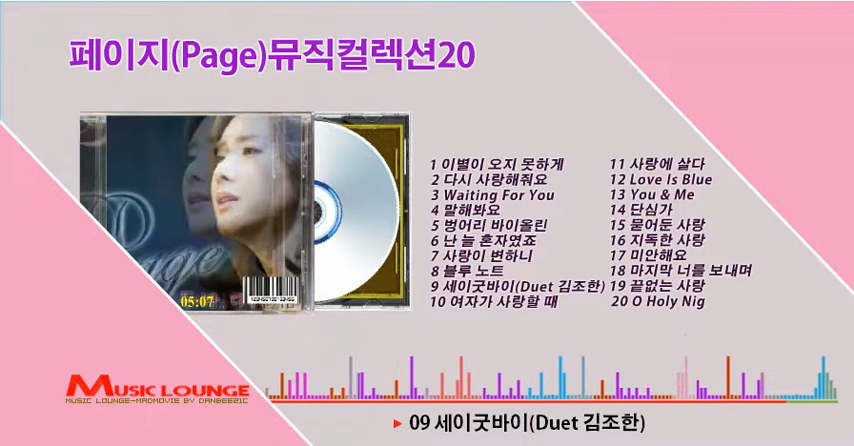 페이지(Page)뮤직컬렉션20
Page
05:07
1 이별이 오지 못하게
2 다시 사랑해줘요
3 Waiting For You
4 말해봐요
5 벙어리 바이올린
6 난 늘 혼자였죠
7 사랑이 변하니
8 블루 노트
9 세이굿바이(Duet 김조한)
10 여자가 사랑할 때
11 사랑에 살다
12 Love Is Blue
13 You & Me
14 단심가
15 묻어둔 사랑
16 지독한 사랑
17 미안해요
18 마지막 너를 보내며
19 끝없는 사랑
20 O Holy Nig
MUSIC LOUNGE
MUSIC LOUNGE-MADMOVIE BY DANBEE2IC
▶ 09 세이굿바이(Duet 김조한)